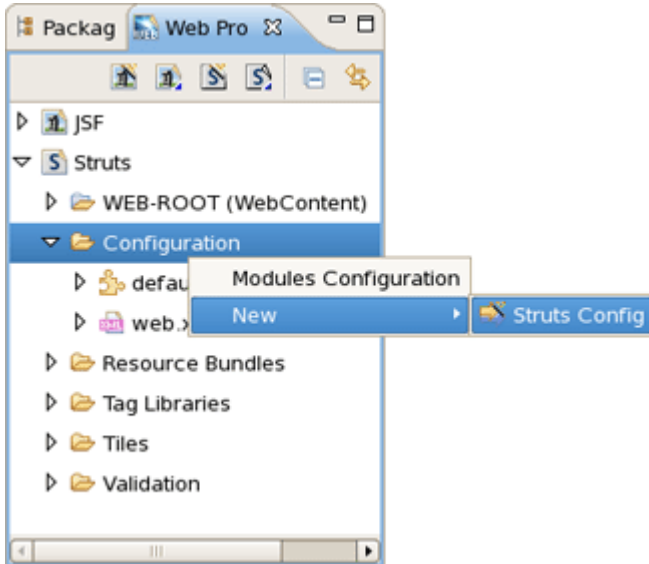 Packag Web Pro
JSF
Struts
WEB-ROOT (WebContent)
Configuration
defau
Modules Configuration
web.x
New
Struts Config
Resource Bundles
Tag Libraries
Tiles
Validation